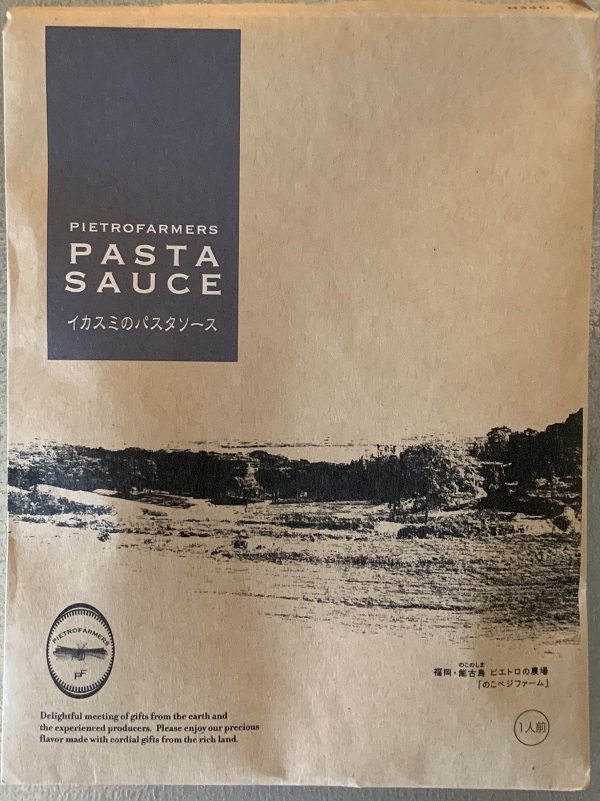 PIETROFARMERS
PASTA
SAUCE
イカスミのパスタソース
PIETROFARMERS
PF
のこのしま
福岡・能古島 ピエトロの農場
「のこベジファーム」
Delightful meeting of gifts from the earth and
the experienced producers. Please enjoy our precious
flavor made with cordial gifts from the rich land.
1人前